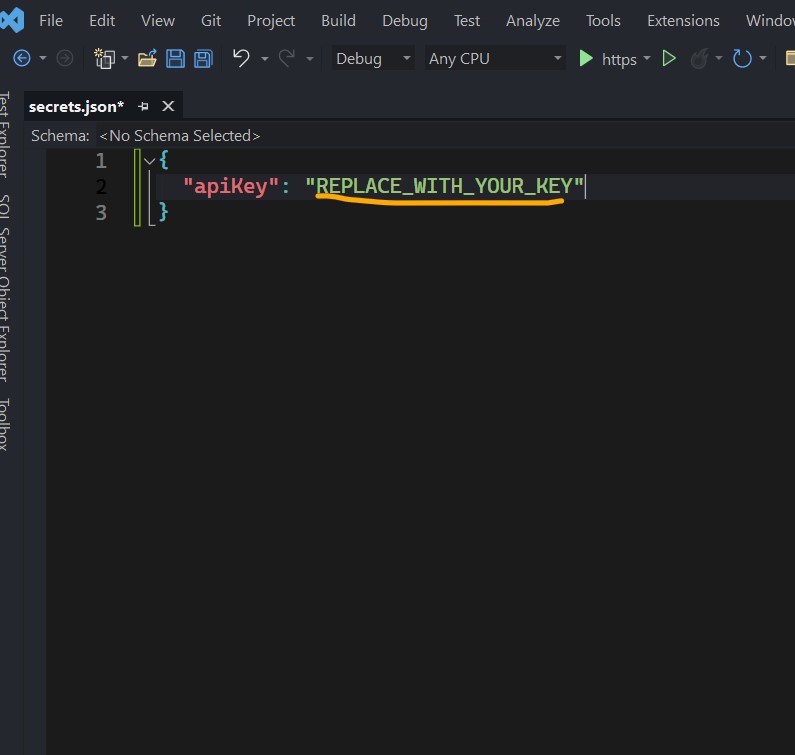 File Edit View Git Project Build Debug Test Analyze Tools Extensions Window
Debug Any CPU https
secrets.json*
Schema: <No Schema Selected>
1 {
2 "apiKey": "REPLACE_WITH_YOUR_KEY"
3 }
Test Explorer
SQL Server Object Explorer
Toolbox